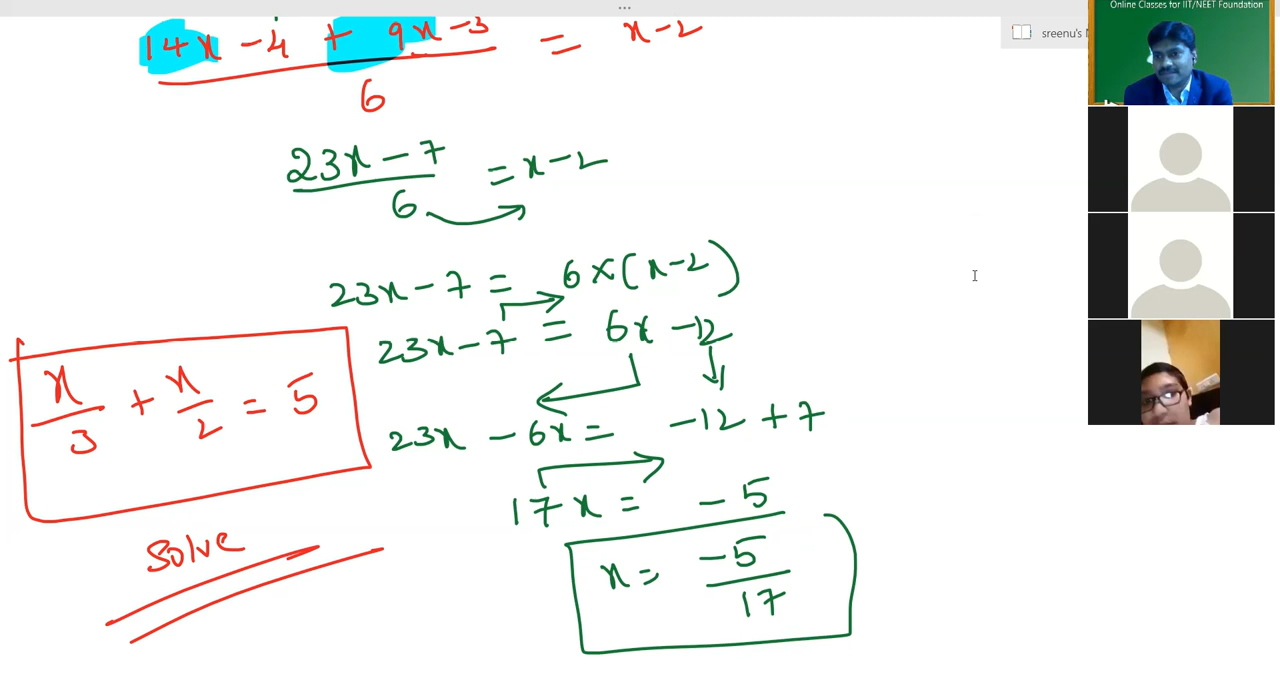 Online Classes for IIT/NEET Foundation
sreenu's
14x - 4 + 9x - 3 = x - 2
6
23x - 7 = x - 2
6
23x - 7 = 6 × (x - 2)
23x - 7 = 6x - 12
23x - 6x = -12 + 7
17x = -5
x = -5
17
x + x = 5
3 2
Solve